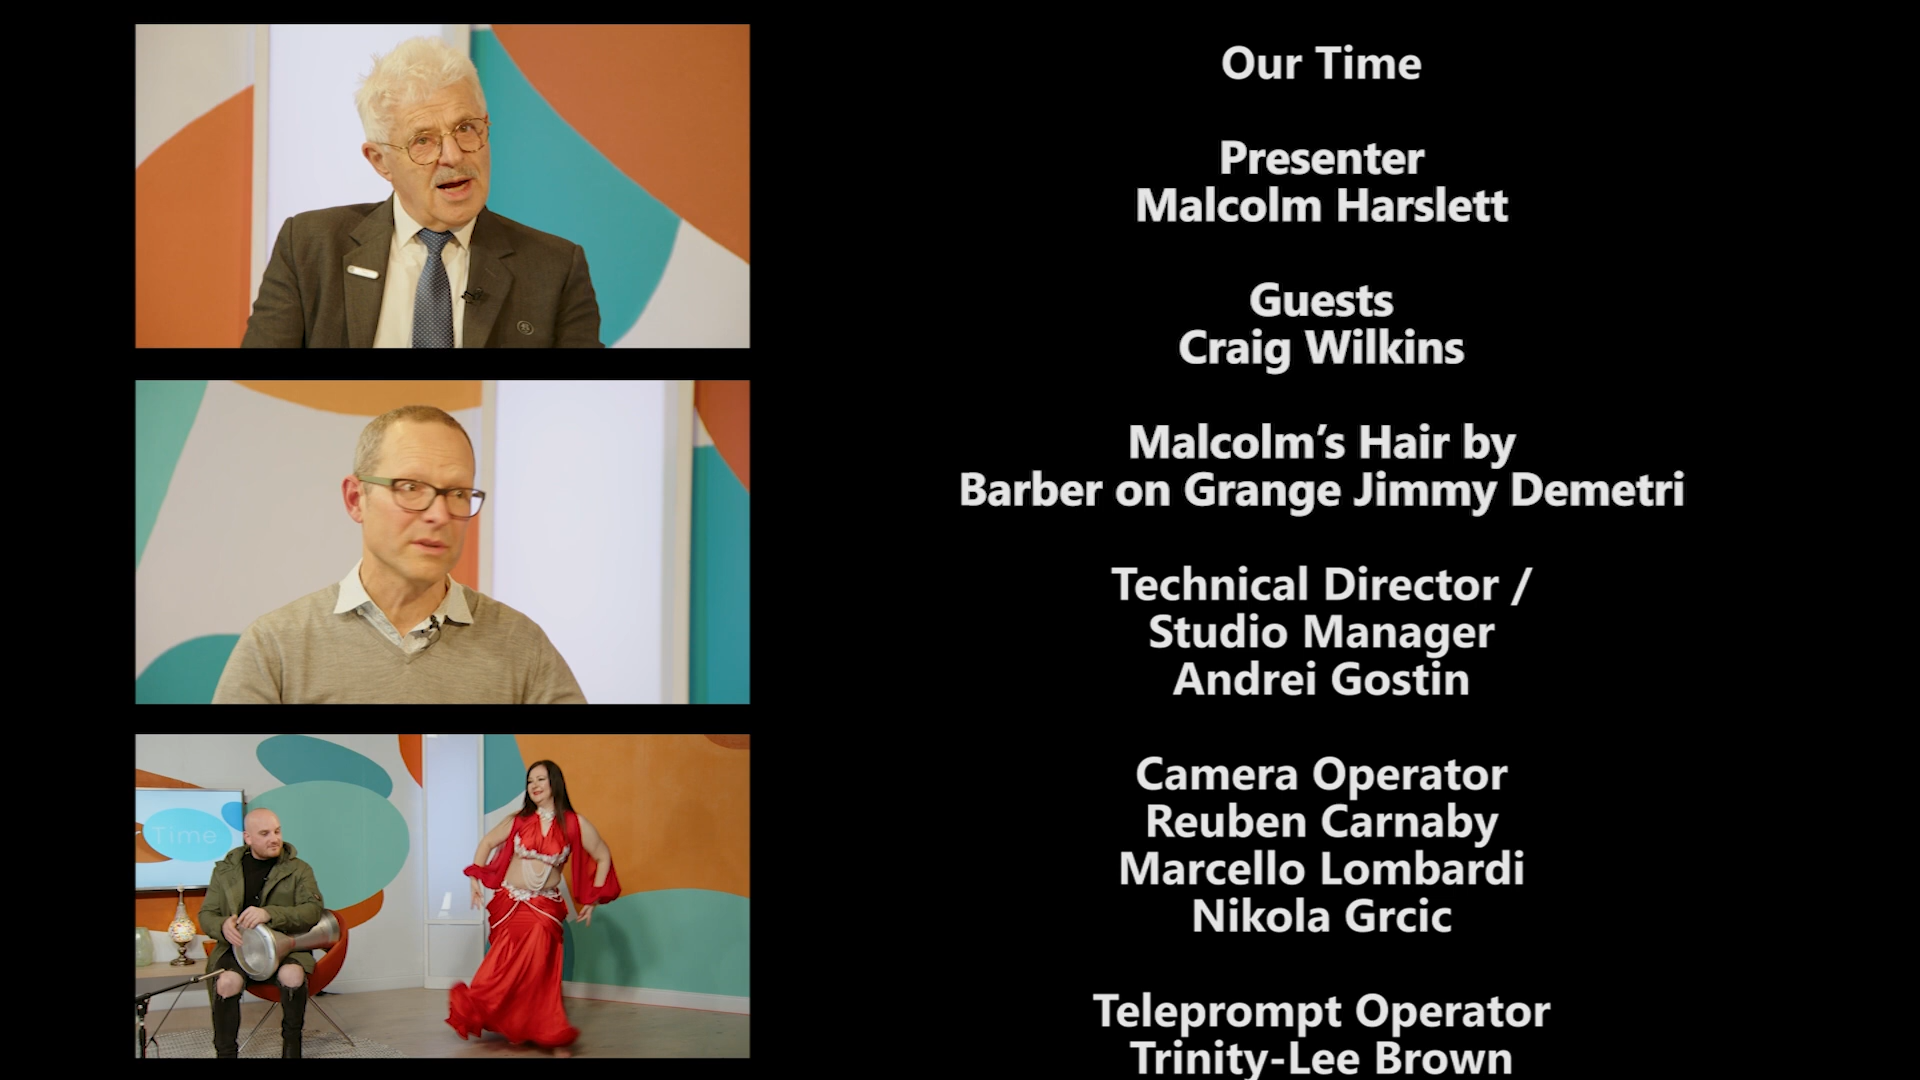 Our Time
Presenter
Malcolm Harslett
Guests
Craig Wilkins
Malcolm’s Hair by
Barber on Grange Jimmy Demetri
Technical Director /
Studio Manager
Andrei Gostin
Camera Operator
Reuben Carnaby
Marcello Lombardi
Nikola Grcic
Teleprompt Operator
Trinity-Lee Brown
Time